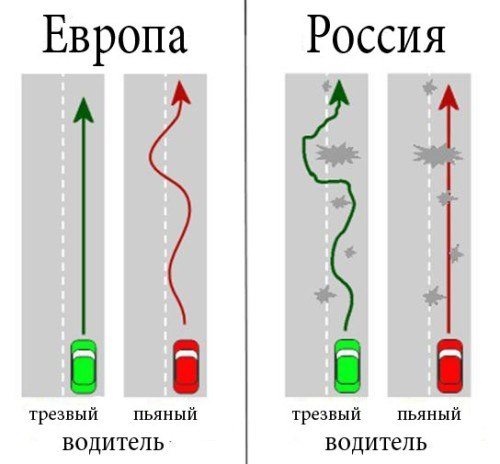 Европа
трезвый пьяный
водитель
Россия
трезвый пьяный
водитель